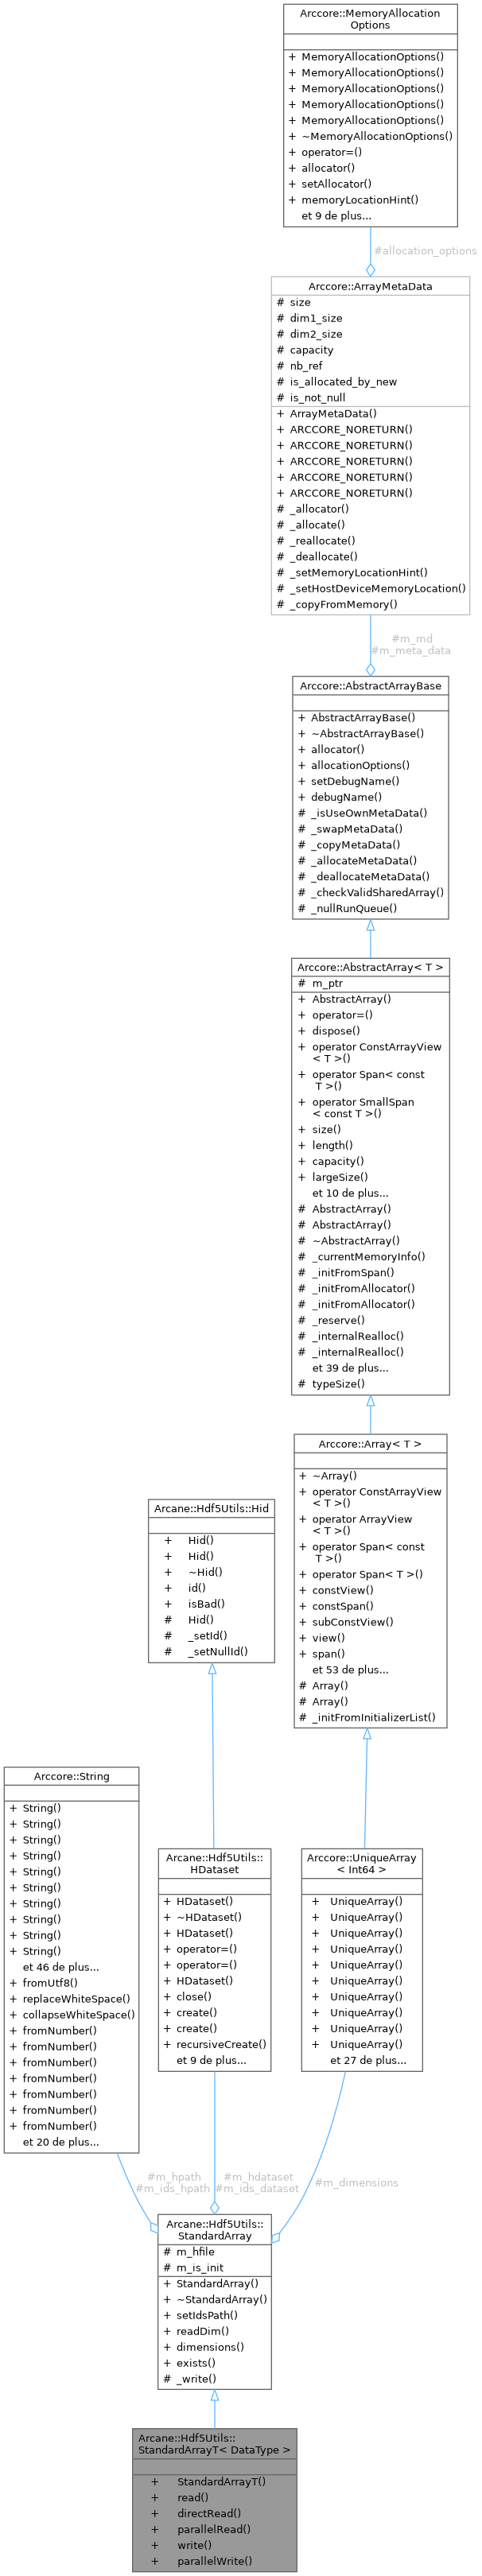 Arccore::MemoryAllocation
Options
+ MemoryAllocationOptions()
+ MemoryAllocationOptions()
+ MemoryAllocationOptions()
+ MemoryAllocationOptions()
+ MemoryAllocationOptions()
+ ~MemoryAllocationOptions()
+ operator=()
+ allocator()
+ setAllocator()
+ memoryLocationHint()
et 9 de plus...
#allocation_options
Arccore::ArrayMetaData
# size
# dim1_size
# dim2_size
# capacity
# nb_ref
# is_allocated_by_new
# is_not_null
+ ArrayMetaData()
+ ARCCORE_NORETURN()
+ ARCCORE_NORETURN()
+ ARCCORE_NORETURN()
+ ARCCORE_NORETURN()
+ ARCCORE_NORETURN()
# _allocator()
# _allocate()
# _reallocate()
# _deallocate()
# _setMemoryLocationHint()
# _setHostDeviceMemoryLocation()
# _copyFromMemory()
#m_md
#m_meta_data
Arccore::AbstractArrayBase
+ AbstractArrayBase()
+ ~AbstractArrayBase()
+ allocator()
+ allocationOptions()
+ setDebugName()
+ debugName()
# _isUseOwnMetaData()
# _swapMetaData()
# _copyMetaData()
# _allocateMetaData()
# _deallocateMetaData()
# _checkValidSharedArray()
# _nullRunQueue()
Arccore::AbstractArray< T >
# m_ptr
+ AbstractArray()
+ operator=()
+ dispose()
+ operator ConstArrayView
< T >()
+ operator Span< const
T >()
+ operator SmallSpan
< const T >()
+ size()
+ length()
+ capacity()
+ largeSize()
et 10 de plus...
# AbstractArray()
# AbstractArray()
# ~AbstractArray()
# _currentMemoryInfo()
# _initFromSpan()
# _initFromAllocator()
# _initFromAllocator()
# _reserve()
# _internalRealloc()
# _internalRealloc()
et 39 de plus...
# typeSize()
Arccore::Array< T >
+ ~Array()
+ operator ConstArrayView
< T >()
+ operator ArrayView
< T >()
+ operator Span< const
T >()
+ operator Span< T >()
+ constView()
+ constSpan()
+ subConstView()
+ view()
+ span()
et 53 de plus...
# Array()
# Array()
# _initFromInitializerList()
Arcane::Hdf5Utils::Hid
+ Hid()
+ Hid()
+ ~Hid()
+ id()
+ isBad()
# Hid()
# _setId()
# _setNullId()
Arccore::String
+ String()
+ String()
+ String()
+ String()
+ String()
+ String()
+ String()
+ String()
+ String()
+ String()
et 46 de plus...
+ fromUtf8()
+ replaceWhiteSpace()
+ collapseWhiteSpace()
+ fromNumber()
+ fromNumber()
+ fromNumber()
+ fromNumber()
+ fromNumber()
+ fromNumber()
+ fromNumber()
et 20 de plus...
Arcane::Hdf5Utils::
HDataset
+ HDataset()
+ ~HDataset()
+ HDataset()
+ operator=()
+ operator=()
+ HDataset()
+ close()
+ create()
+ create()
+ recursiveCreate()
et 9 de plus...
Arccore::UniqueArray
< Int64 >
+ UniqueArray()
+ UniqueArray()
+ UniqueArray()
+ UniqueArray()
+ UniqueArray()
+ UniqueArray()
+ UniqueArray()
+ UniqueArray()
+ UniqueArray()
+ UniqueArray()
et 27 de plus...
#m_hpath
#m_ids_hpath
#m_hdataset
#m_ids_dataset
#m_dimensions
Arcane::Hdf5Utils::
StandardArray
# m_hfile
# m_is_init
+ StandardArray()
+ ~StandardArray()
+ setIdsPath()
+ readDim()
+ dimensions()
+ exists()
# _write()
Arcane::Hdf5Utils::
StandardArrayT< DataType >
+ StandardArrayT()
+ read()
+ directRead()
+ parallelRead()
+ write()
+ parallelWrite()